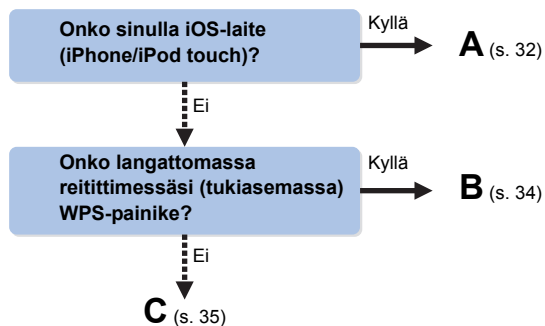 Onko sinulla iOS-laite
(iPhone/iPod touch)?
Kyllä
A (s. 32)
Ei
Onko langattomassa
reitittimessäsi (tukiasemassa)
WPS-painike?
Kyllä
B (s. 34)
Ei
C (s. 35)